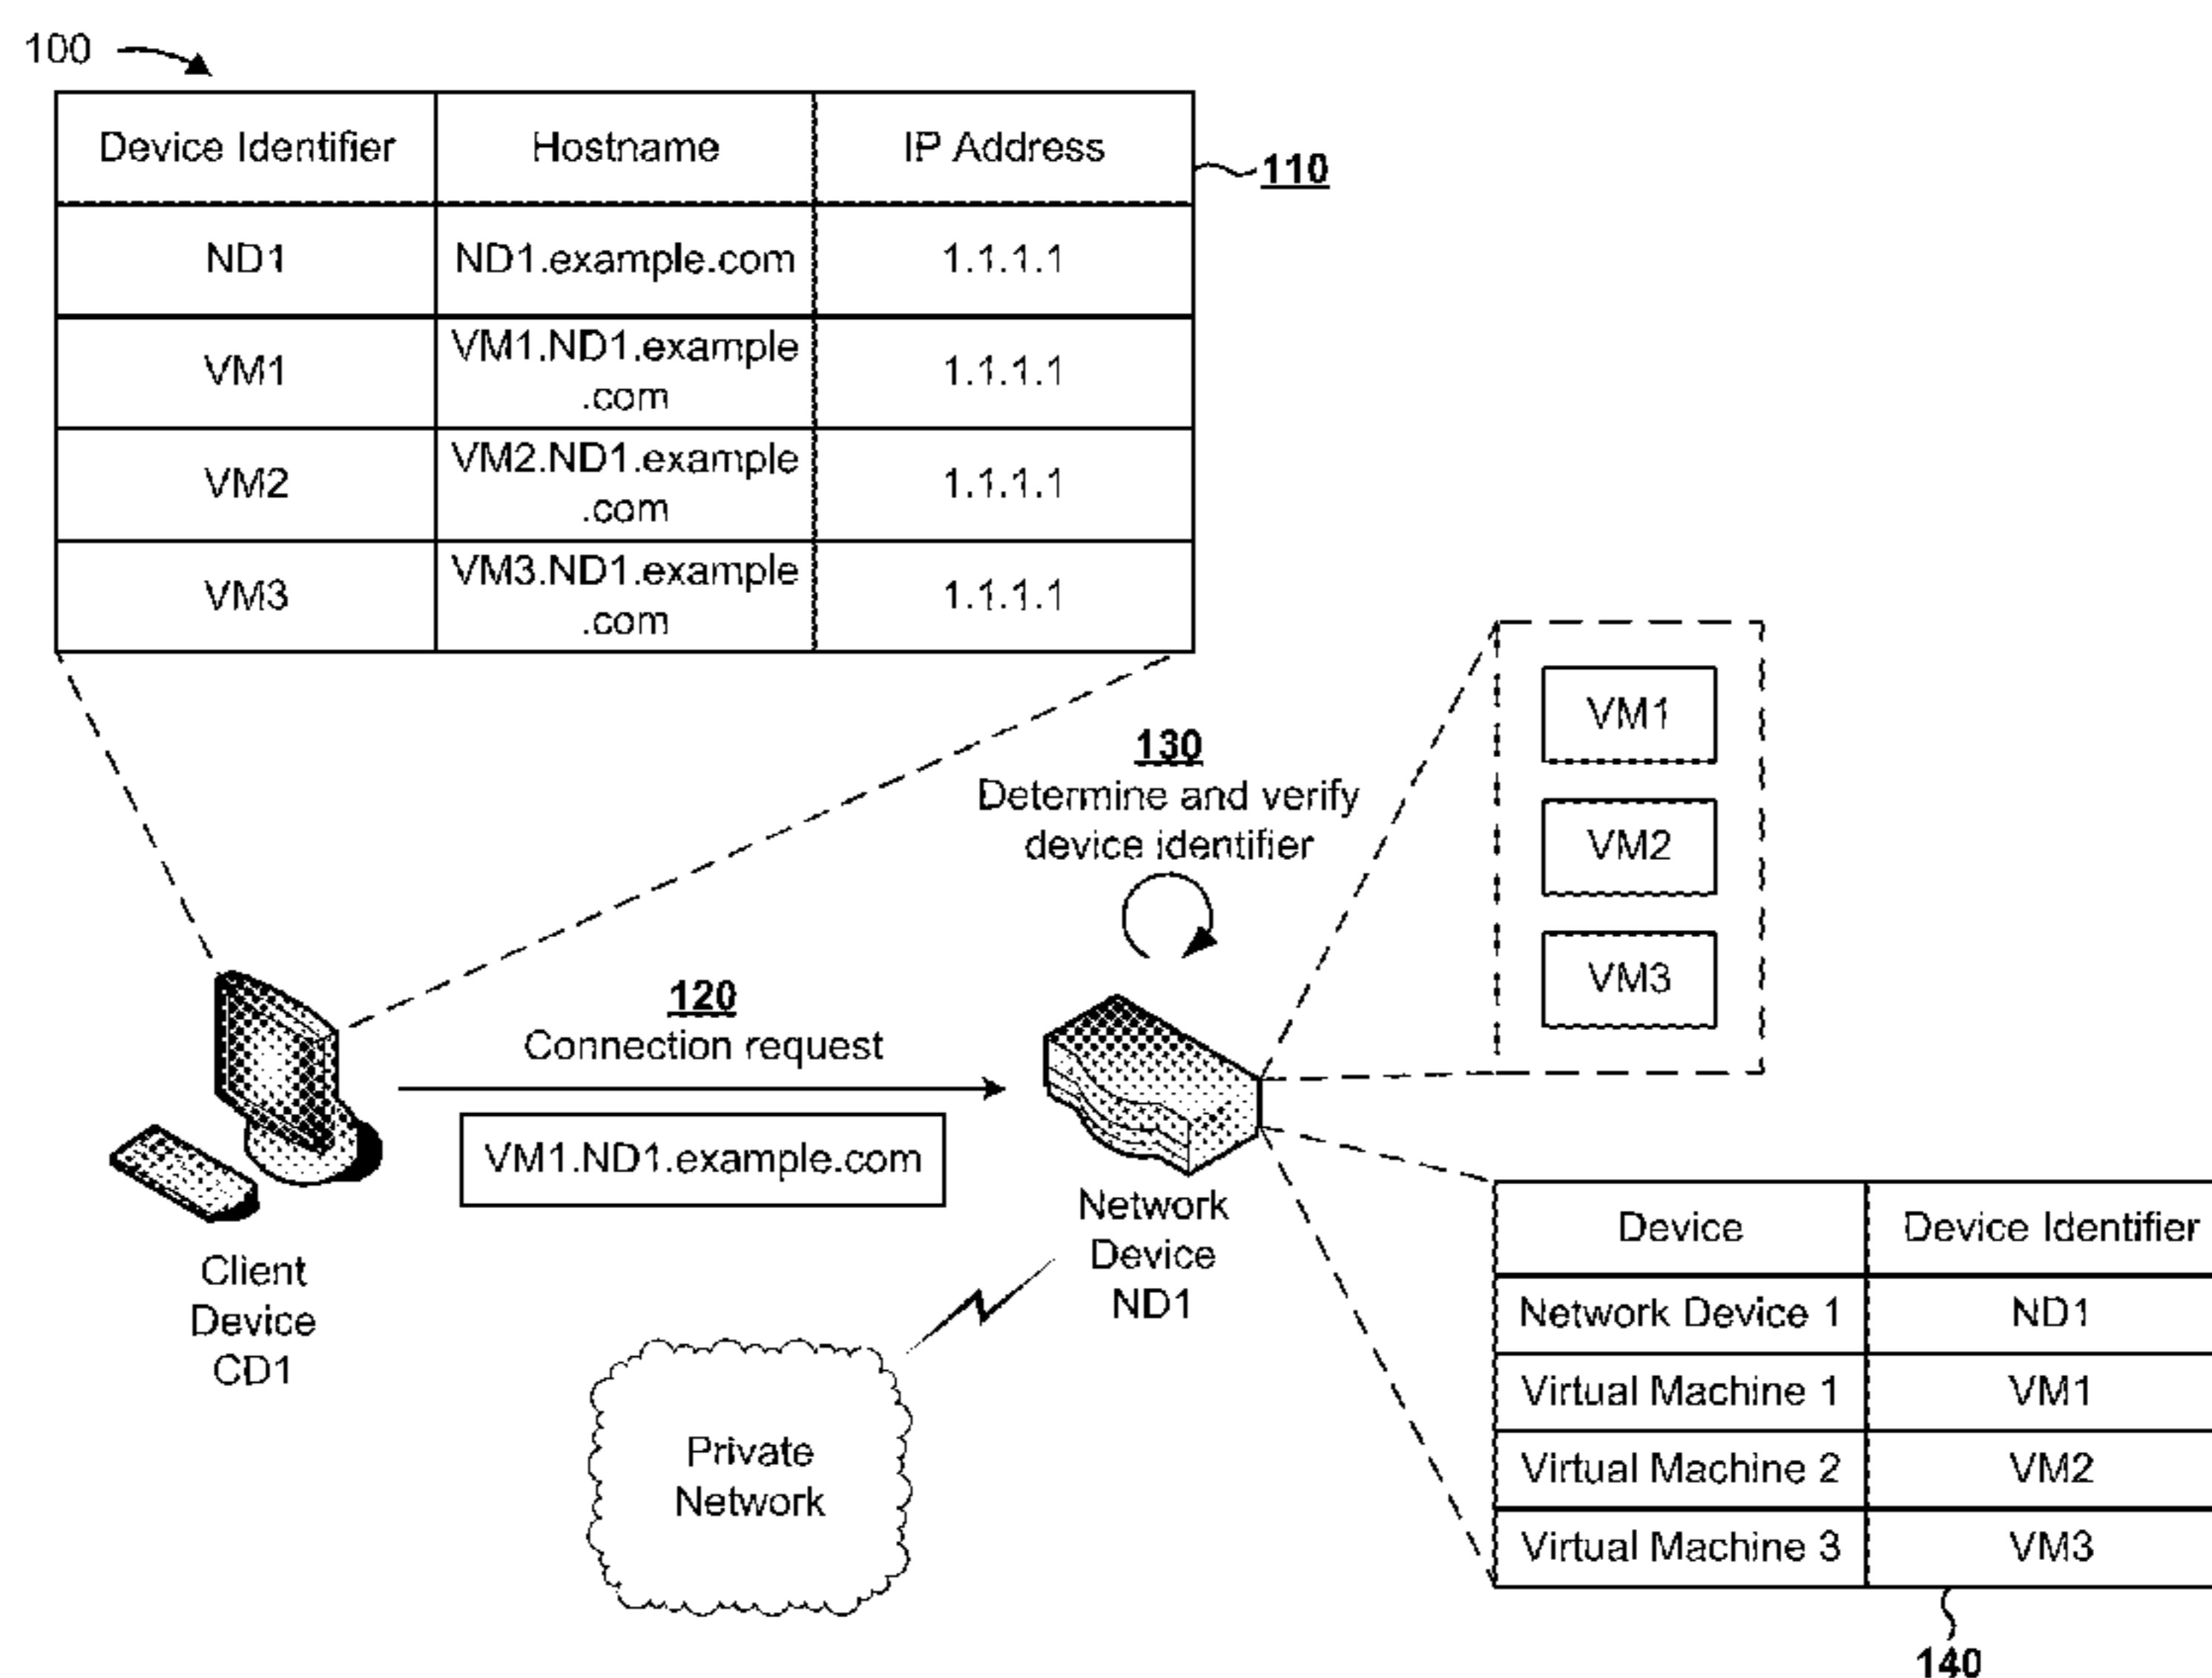 100
Device Identifier Hostname IP Address
110
ND1 ND1.example.com 1.1.1.1
VM1 VM1.ND1.example
.com 1.1.1.1
VM2 VM2.ND1.example
.com 1.1.1.1
VM3 VM3.ND1.example
.com 1.1.1.1
VM1
VM2
VM3
130
Determine and verify
device identifier
120
Connection request
VM1.ND1.example.com
Client
Device
CD1
Network
Device
ND1
Private
Network
Device Device Identifier
Network Device 1 ND1
Virtual Machine 1 VM1
Virtual Machine 2 VM2
Virtual Machine 3 VM3
140